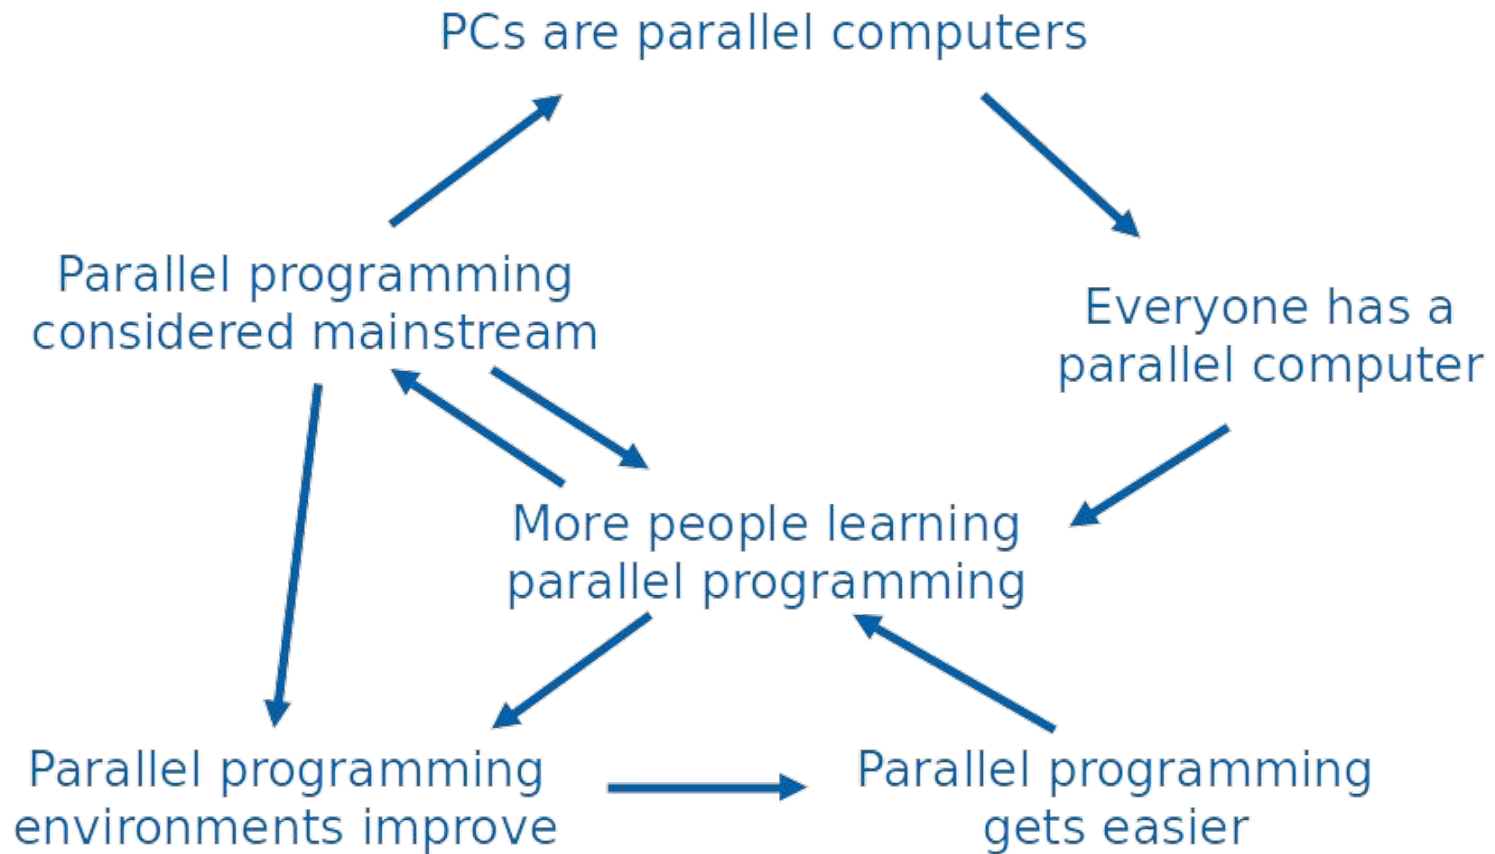 PCs are parallel computers
Parallel programming
considered mainstream
Everyone has a
parallel computer
More people learning
parallel programming
Parallel programming
environments improve
Parallel programming
gets easier